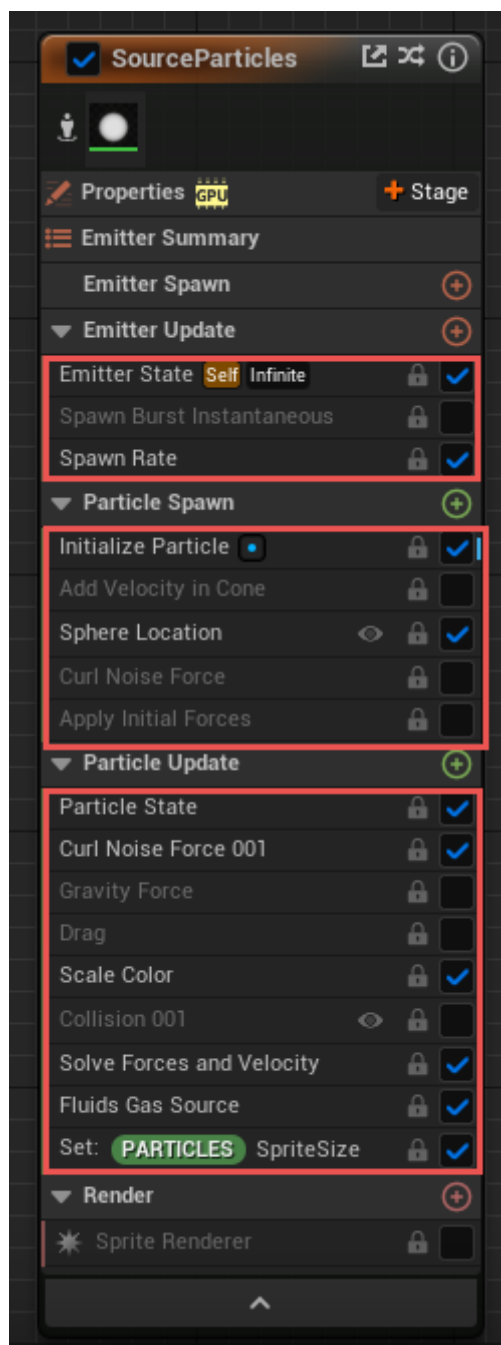 SourceParticles
Properties GPU Stage
Emitter Summary
Emitter Spawn
Emitter Update
Emitter State Self Infinite
Spawn Burst Instantaneous
Spawn Rate
Particle Spawn
Initialize Particle
Add Velocity in Cone
Sphere Location
Curl Noise Force
Apply Initial Forces
Particle Update
Particle State
Curl Noise Force 001
Gravity Force
Drag
Scale Color
Collision 001
Solve Forces and Velocity
Fluids Gas Source
Set: PARTICLES SpriteSize
Render
Sprite Renderer